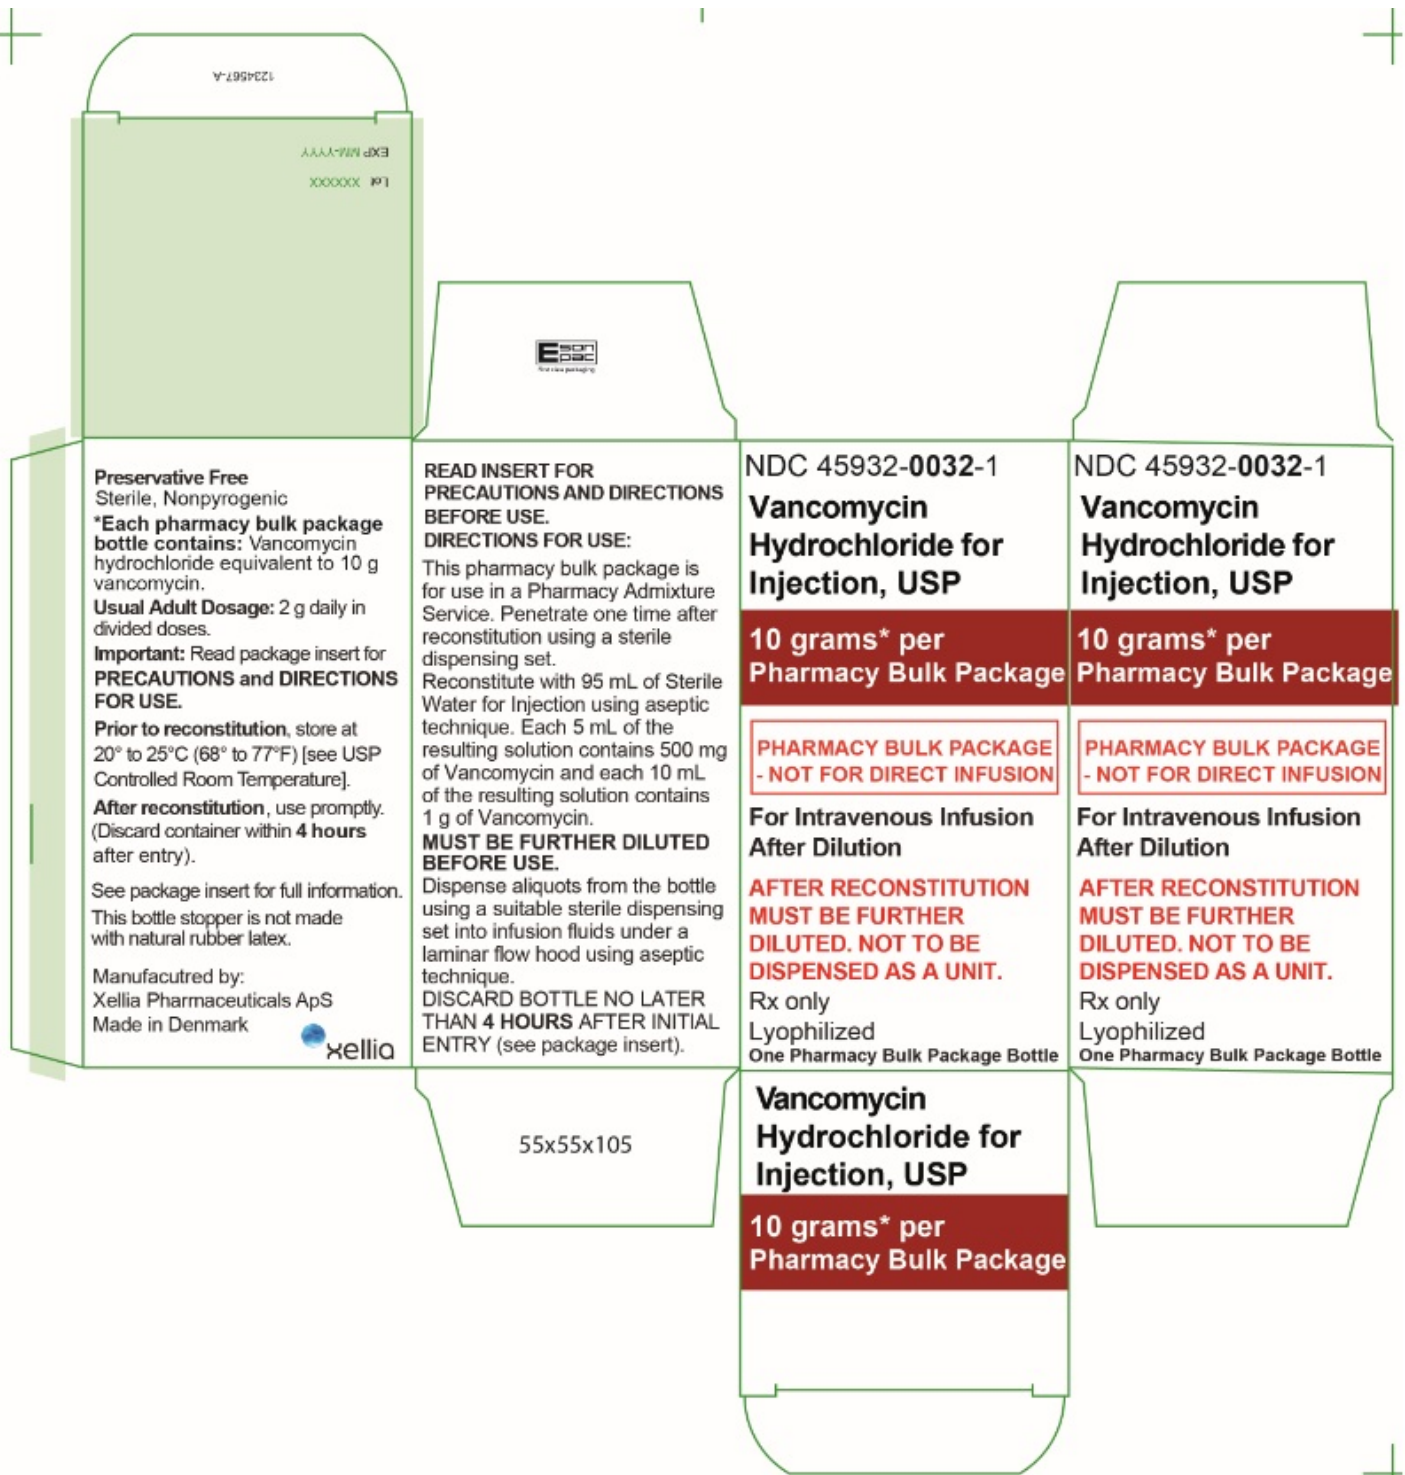 1234567-A
EXP MM-YYYY
Lot XXXXXX
Preservative Free
Sterile, Nonpyrogenic
*Each pharmacy bulk package
bottle contains: Vancomycin
hydrochloride equivalent to 10 g
vancomycin.
Usual Adult Dosage: 2 g daily in
divided doses.
Important: Read package insert for
PRECAUTIONS and DIRECTIONS
FOR USE.
Prior to reconstitution, store at
20° to 25°C (68° to 77°F) [see USP
Controlled Room Temperature].
After reconstitution, use promptly.
(Discard container within 4 hours
after entry).
See package insert for full information.
This bottle stopper is not made
with natural rubber latex.
Manufacutred by:
Xellia Pharmaceuticals ApS
Made in Denmark
xellia
Esonpac
first class packaging
READ INSERT FOR
PRECAUTIONS AND DIRECTIONS
BEFORE USE.
DIRECTIONS FOR USE:
This pharmacy bulk package is
for use in a Pharmacy Admixture
Service. Penetrate one time after
reconstitution using a sterile
dispensing set.
Reconstitute with 95 mL of Sterile
Water for Injection using aseptic
technique. Each 5 mL of the
resulting solution contains 500 mg
of Vancomycin and each 10 mL
of the resulting solution contains
1 g of Vancomycin.
MUST BE FURTHER DILUTED
BEFORE USE.
Dispense aliquots from the bottle
using a suitable sterile dispensing
set into infusion fluids under a
laminar flow hood using aseptic
technique.
DISCARD BOTTLE NO LATER
THAN 4 HOURS AFTER INITIAL
ENTRY (see package insert).
55x55x105
NDC 45932-0032-1
Vancomycin
Hydrochloride for
Injection, USP
10 grams* per
Pharmacy Bulk Package
PHARMACY BULK PACKAGE
- NOT FOR DIRECT INFUSION
For Intravenous Infusion
After Dilution
AFTER RECONSTITUTION
MUST BE FURTHER
DILUTED. NOT TO BE
DISPENSED AS A UNIT.
Rx only
Lyophilized
One Pharmacy Bulk Package Bottle
Vancomycin
Hydrochloride for
Injection, USP
10 grams* per
Pharmacy Bulk Package
NDC 45932-0032-1
Vancomycin
Hydrochloride for
Injection, USP
10 grams* per
Pharmacy Bulk Package
PHARMACY BULK PACKAGE
- NOT FOR DIRECT INFUSION
For Intravenous Infusion
After Dilution
AFTER RECONSTITUTION
MUST BE FURTHER
DILUTED. NOT TO BE
DISPENSED AS A UNIT.
Rx only
Lyophilized
One Pharmacy Bulk Package Bottle